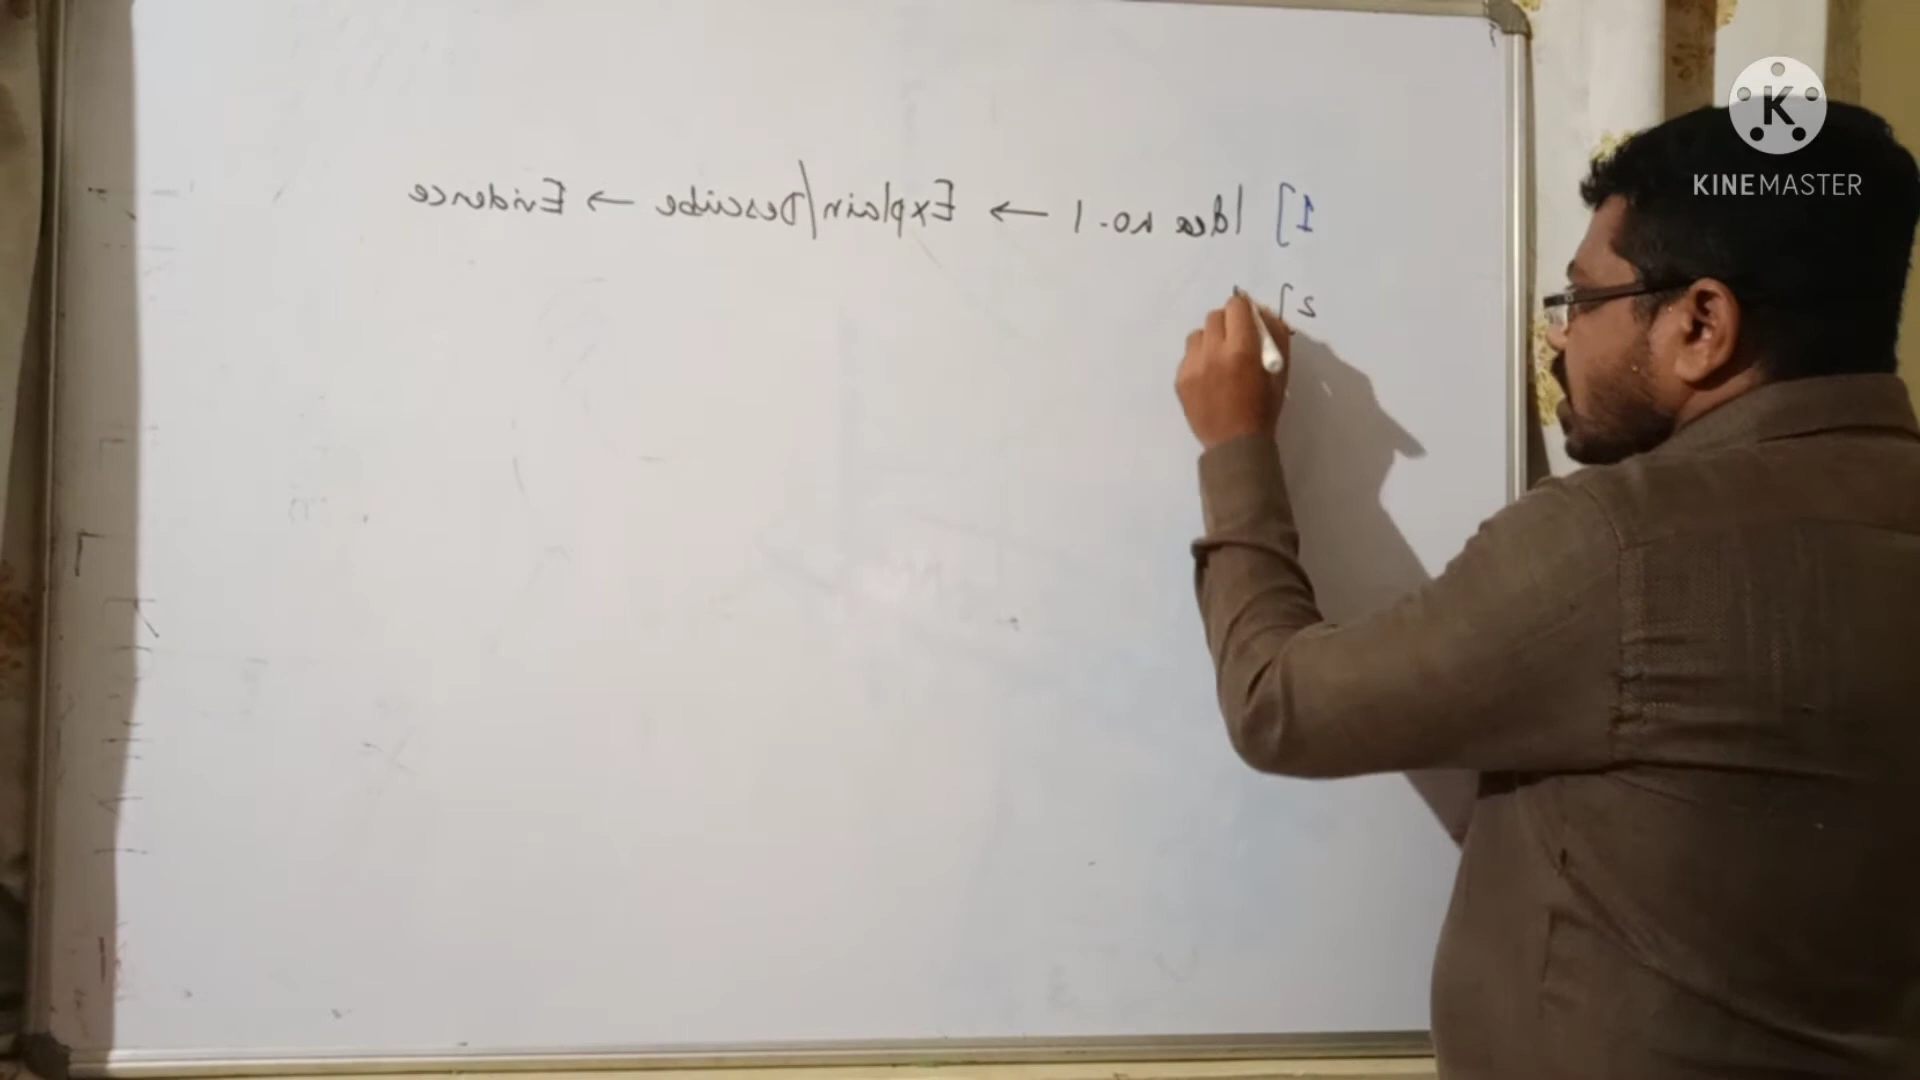 1] Idea no. 1 → Explain/Describe → Evidence
2]
K
KINEMASTER